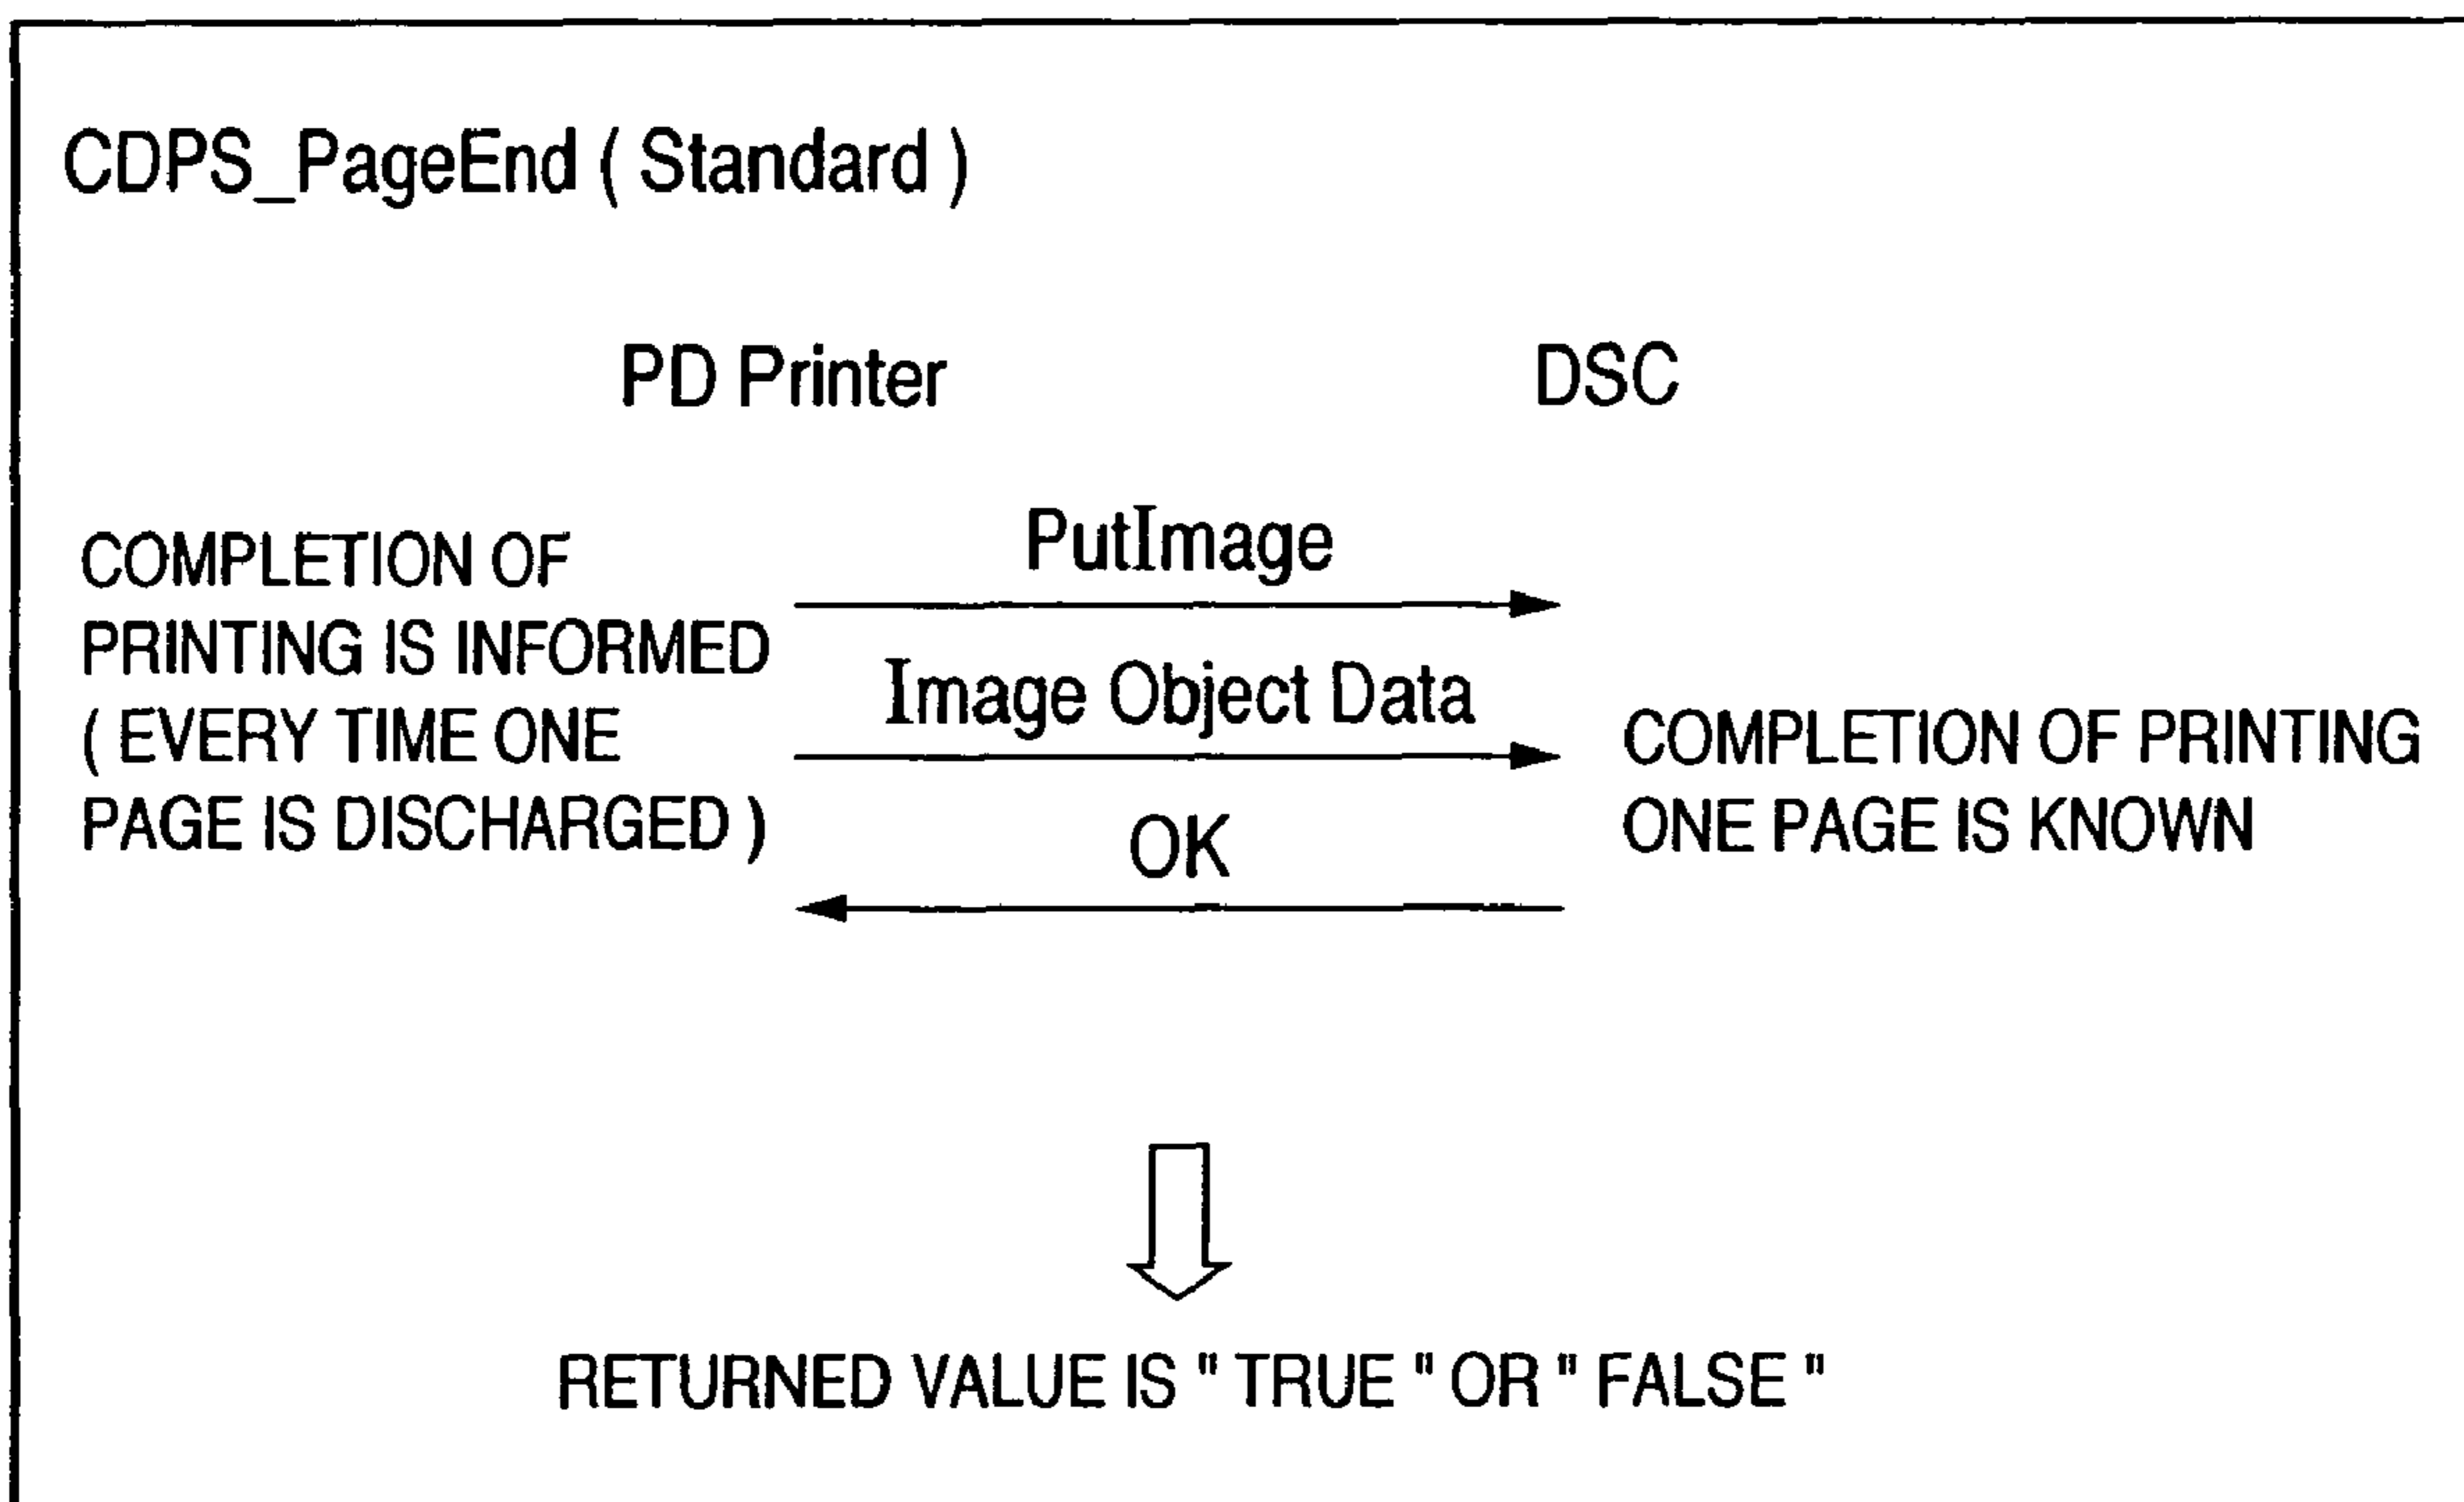 CDPS_PageEnd ( Standard )
PD Printer DSC
PutImage
COMPLETION OF
PRINTING IS INFORMED
( EVERY TIME ONE
PAGE IS DISCHARGED )
Image Object Data
OK
COMPLETION OF PRINTING
ONE PAGE IS KNOWN
RETURNED VALUE IS " TRUE " OR " FALSE "